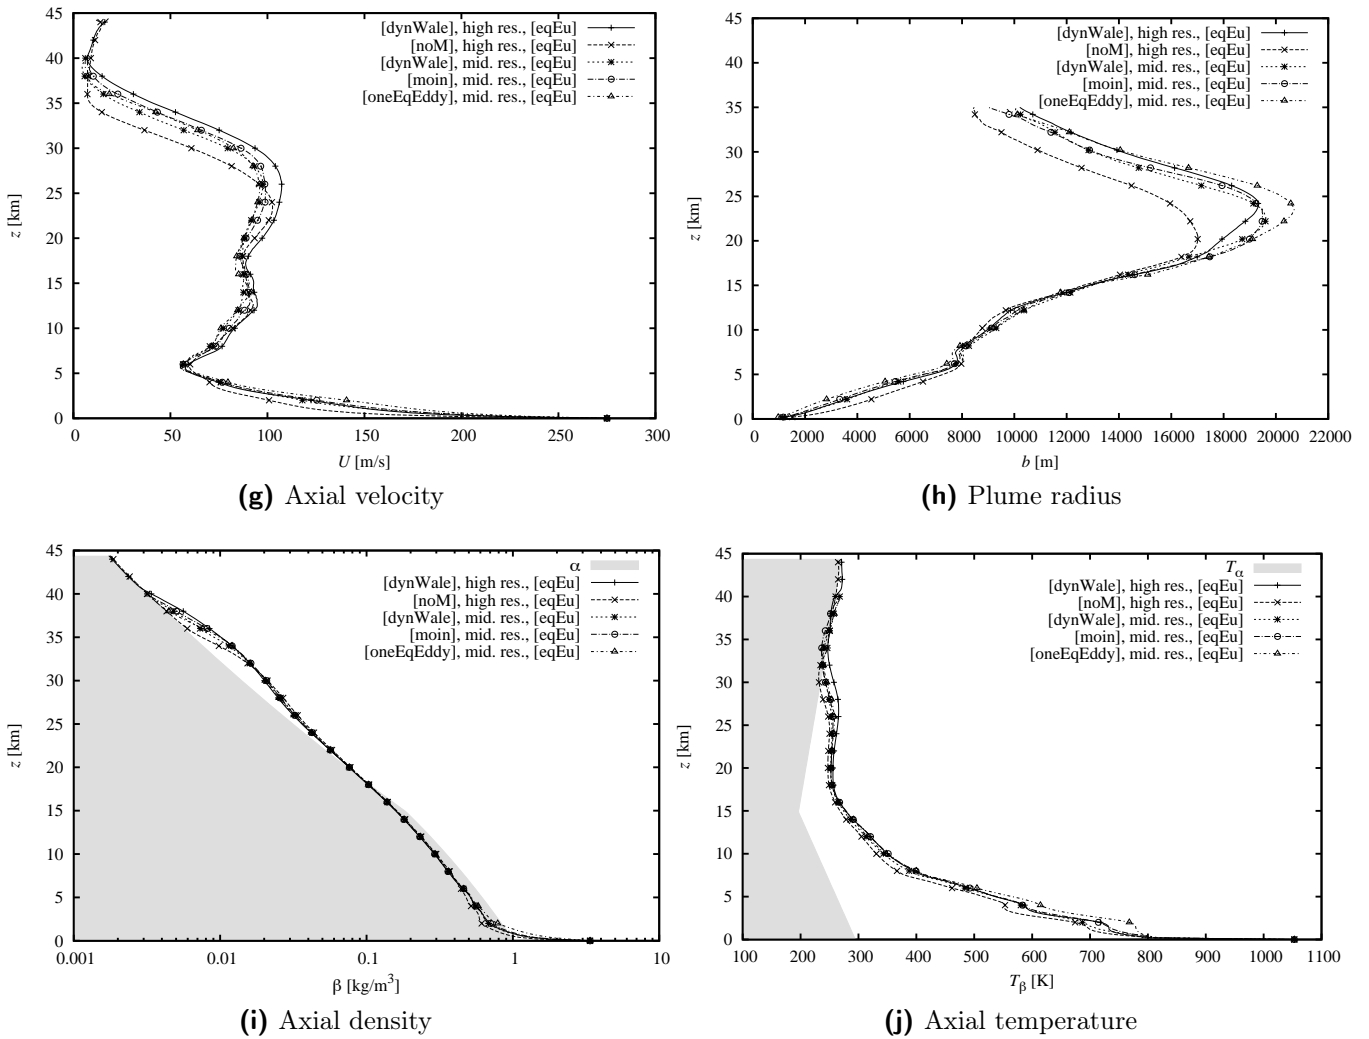 45
40
35
30
25
20
15
10
5
0
z [km]
0 50 100 150 200 250 300
U [m/s]
[dynWale], high res., [eqEu]
[noM], high res., [eqEu]
[dynWale], mid. res., [eqEu]
[moin], mid. res., [eqEu]
[oneEqEddy], mid. res., [eqEu]
(g) Axial velocity
45
40
35
30
25
20
15
10
5
0
z [km]
0 2000 4000 6000 8000 10000 12000 14000 16000 18000 20000 22000
b [m]
[dynWale], high res., [eqEu]
[noM], high res., [eqEu]
[dynWale], mid. res., [eqEu]
[moin], mid. res., [eqEu]
[oneEqEddy], mid. res., [eqEu]
(h) Plume radius
45
40
35
30
25
20
15
10
5
0
z [km]
0.001 0.01 0.1 1 10
β [kg/m³]
α
[dynWale], high res., [eqEu]
[noM], high res., [eqEu]
[dynWale], mid. res., [eqEu]
[moin], mid. res., [eqEu]
[oneEqEddy], mid. res., [eqEu]
(i) Axial density
45
40
35
30
25
20
15
10
5
0
z [km]
100 200 300 400 500 600 700 800 900 1000 1100
Tβ [K]
Tα
[dynWale], high res., [eqEu]
[noM], high res., [eqEu]
[dynWale], mid. res., [eqEu]
[moin], mid. res., [eqEu]
[oneEqEddy], mid. res., [eqEu]
(j) Axial temperature